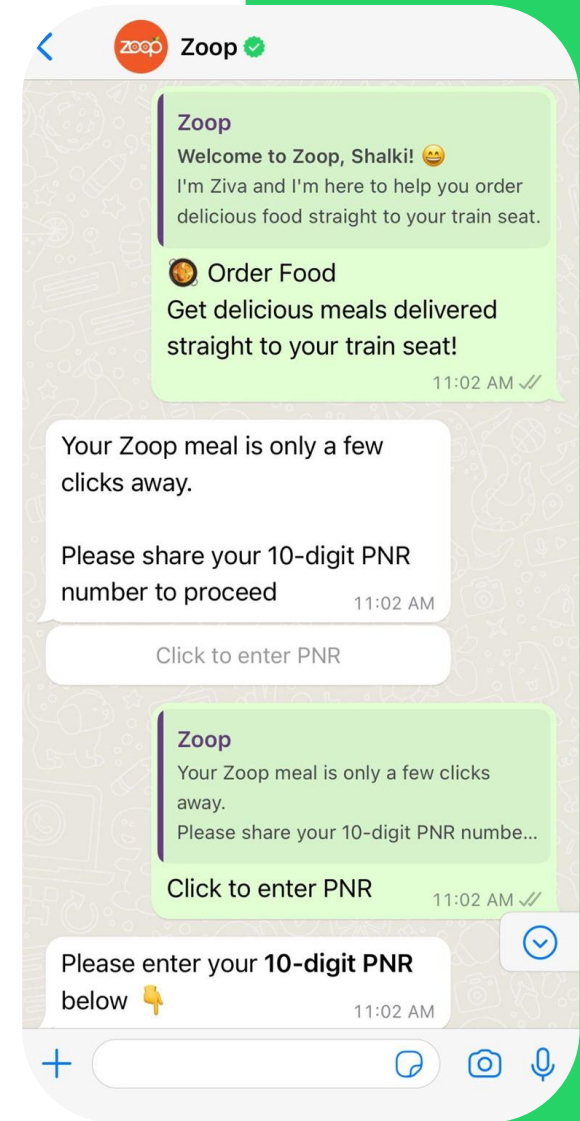 zoop
Zoop
Zoop
Welcome to Zoop, Shalki! 😄
I'm Ziva and I'm here to help you order
delicious food straight to your train seat.
🥘 Order Food
Get delicious meals delivered
straight to your train seat!
11:02 AM
Your Zoop meal is only a few
clicks away.
Please share your 10-digit PNR
number to proceed
11:02 AM
Click to enter PNR
Zoop
Your Zoop meal is only a few clicks
away.
Please share your 10-digit PNR numbe...
Click to enter PNR
11:02 AM
Please enter your 10-digit PNR
below 👇
11:02 AM